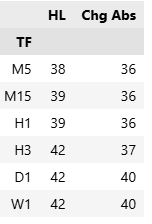 HL Chg Abs
TF
M5 38 36
M15 39 36
H1 39 36
H3 42 37
D1 42 40
W1 42 40